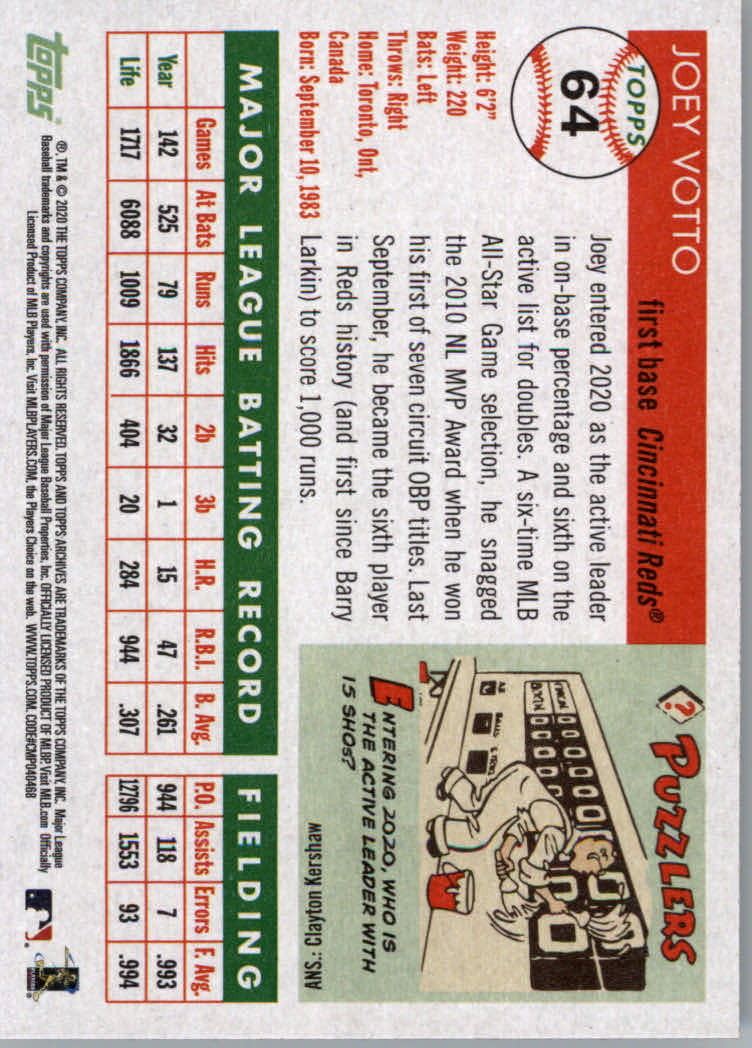 JOEY VOTTO
first base Cincinnati Reds®
TOPPS
64
Height: 6'2"
Weight: 220
Bats: Left
Throws: Right
Home: Toronto, Ont,
Canada
Born: September 10, 1983
Joey entered 2020 as the active leader
in on-base percentage and sixth on the
active list for doubles. A six-time MLB
All-Star Game selection, he snagged
the 2010 NL MVP Award when he won
his first of seven circuit OBP titles. Last
September, he became the sixth player
in Reds history (and first since Barry
Larkin) to score 1,000 runs.
? PUZZLERS
ENTERING 2020, WHO IS
THE ACTIVE LEADER WITH
15 SHOS?
ANS.: Clayton Kershaw
MAJOR LEAGUE BATTING RECORD
Games At Bats Runs Hits 2b 3b H.R. R.B.I. B. Avg.
Year 142 525 79 137 32 1 15 47 .261
Life 1717 6088 1009 1866 404 20 284 944 .307
FIELDING
P.O. Assists Errors F. Avg.
944 118 7 .993
12796 1553 93 .994
topps
®, TM & © 2020 THE TOPPS COMPANY, INC. ALL RIGHTS RESERVED. TOPPS AND TOPPS ARCHIVES ARE TRADEMARKS OF THE TOPPS COMPANY, INC. Major League
Baseball trademarks and copyrights are used with permission of Major League Baseball Properties, Inc. OFFICIALLY LICENSED PRODUCT OF MLBP. Visit MLB.com Officially
Licensed Product of MLB Players, Inc. Visit MLBPLAYERS.COM, the Players Choice on the web. WWW.TOPPS.COM. CODE#CMP040468